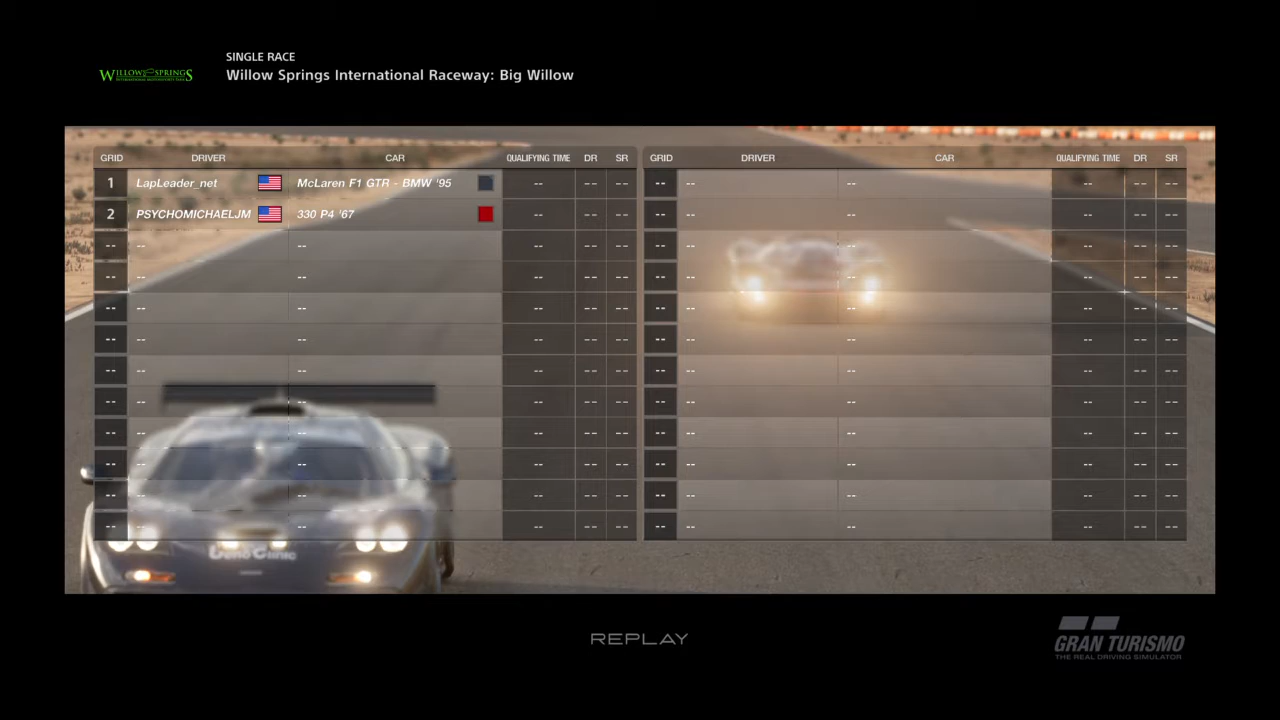 SINGLE RACE
WILLOW SPRINGS
Willow Springs International Raceway: Big Willow
GRID DRIVER CAR QUALIFYING TIME DR SR GRID DRIVER CAR QUALIFYING TIME DR SR
1 LapLeader_net McLaren F1 GTR - BMW '95 -- -- -- -- -- -- -- -- --
2 PSYCHOMICHAELJM 330 P4 '67 -- -- -- -- -- -- -- -- --
-- -- -- -- -- -- -- -- -- -- -- --
-- -- -- -- -- -- -- -- -- -- -- --
-- -- -- -- -- -- -- -- -- -- -- --
-- -- -- -- -- -- -- -- -- -- -- --
-- -- -- -- -- -- -- -- -- -- -- --
-- -- -- -- -- -- -- -- -- -- -- --
-- -- -- -- -- -- -- -- -- -- -- --
-- -- -- -- -- -- -- -- -- -- -- --
-- -- -- -- -- -- -- -- -- -- -- --
-- -- -- -- -- -- -- -- -- -- -- --
REPLAY
GRAN TURISMO
THE REAL DRIVING SIMULATOR